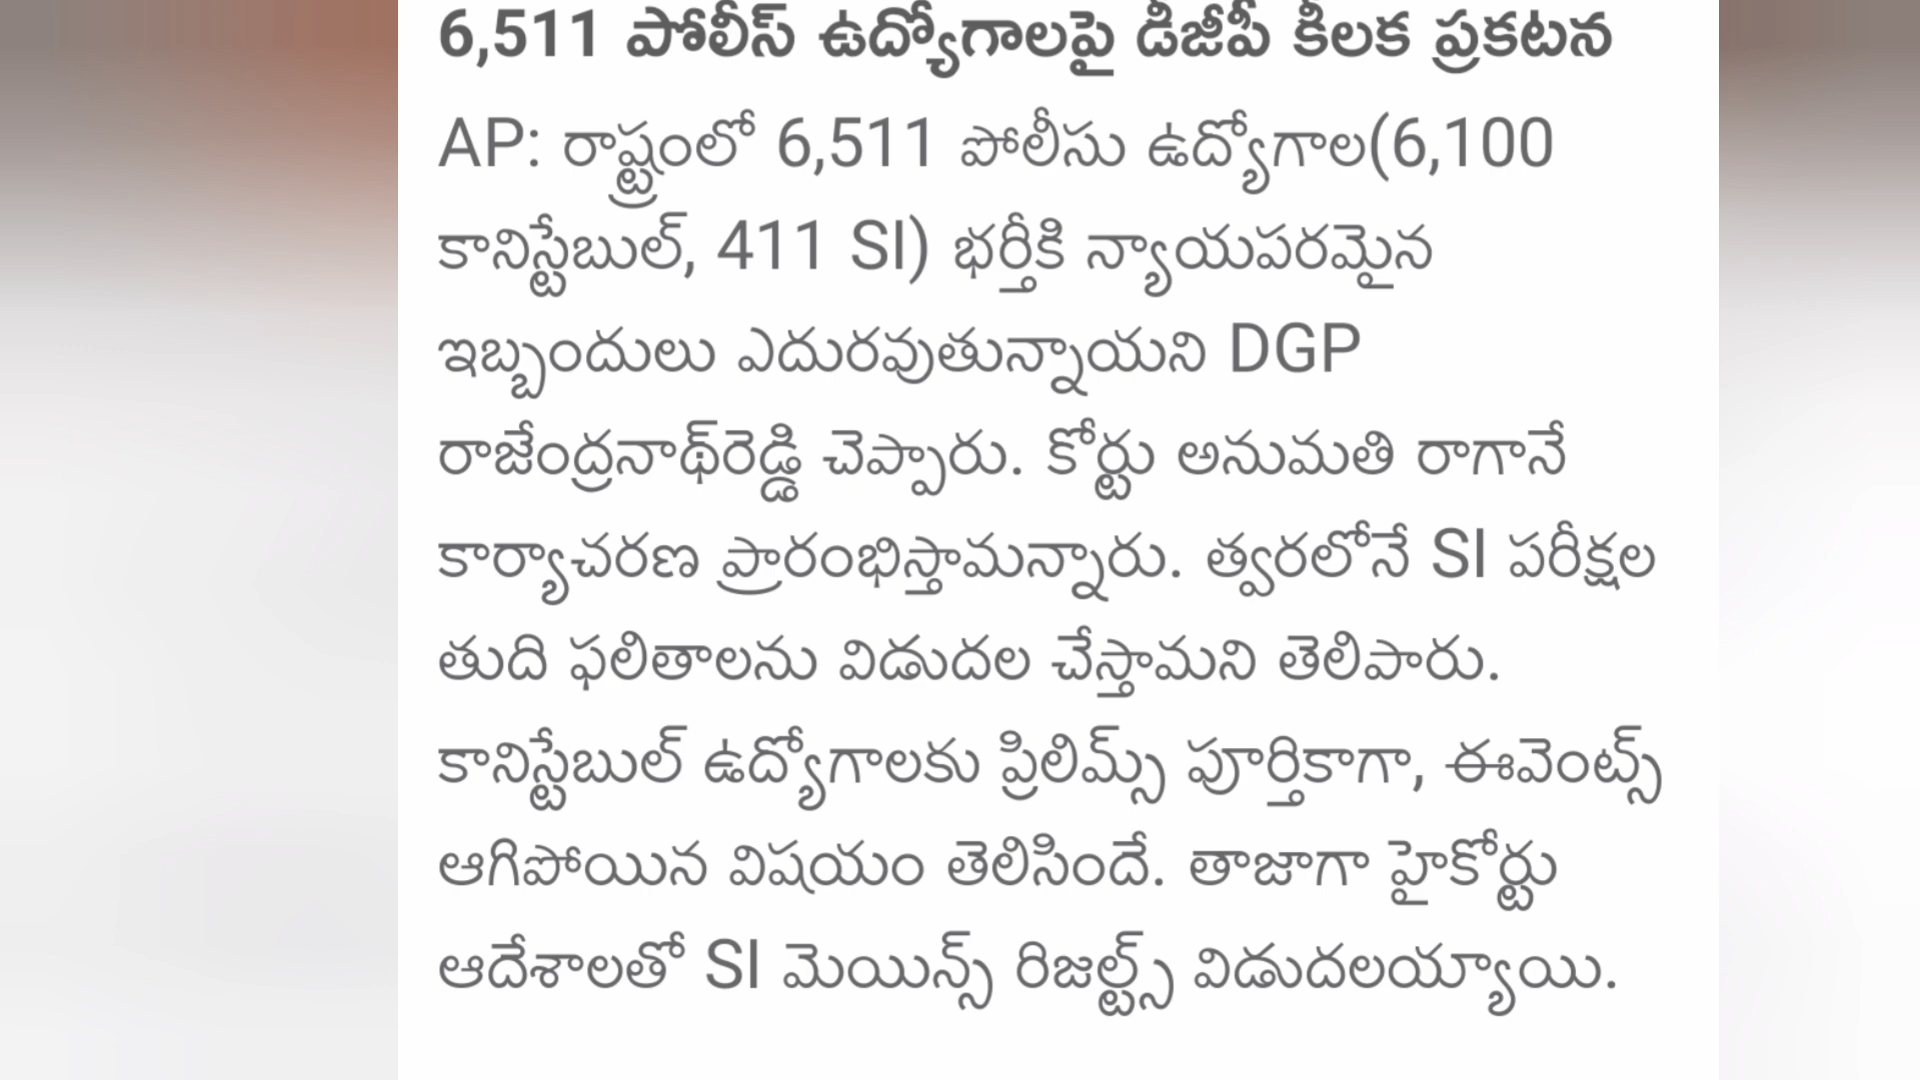 6,511 పోలీస్ ఉద్యోగాలపై డీజీపీ కీలక ప్రకటన
AP: రాష్ట్రంలో 6,511 పోలీసు ఉద్యోగాల(6,100
కానిస్టేబుల్, 411 SI) భర్తీకి న్యాయపరమైన
ఇబ్బందులు ఎదురవుతున్నాయని DGP
రాజేంద్రనాథ్‌రెడ్డి చెప్పారు. కోర్టు అనుమతి రాగానే
కార్యాచరణ ప్రారంభిస్తామన్నారు. త్వరలోనే SI పరీక్షల
తుది ఫలితాలను విడుదల చేస్తామని తెలిపారు.
కానిస్టేబుల్ ఉద్యోగాలకు ప్రిలిమ్స్ పూర్తికాగా, ఈవెంట్స్
ఆగిపోయిన విషయం తెలిసిందే. తాజాగా హైకోర్టు
ఆదేశాలతో SI మెయిన్స్ రిజల్ట్స్ విడుదలయ్యాయి.